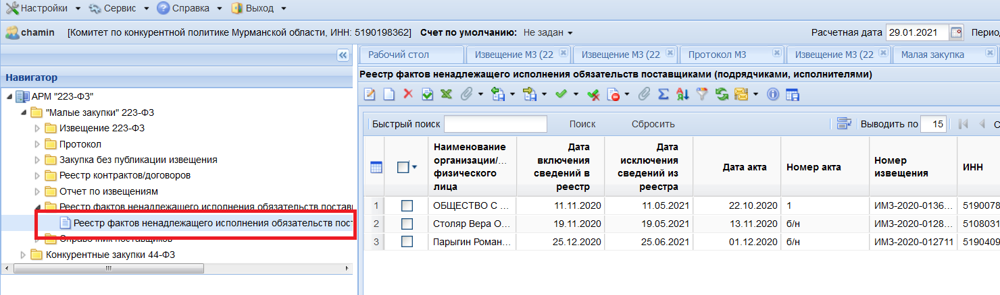 Настройки Сервис Справка Выход
chamin [Комитет по конкурентной политике Мурманской области, ИНН: 5190198362] Счет по умолчанию: Не задан Расчетная дата 29.01.2021 Перио
Рабочий стол Извещение МЗ (22 Извещение МЗ (22 Протокол МЗ Извещение МЗ (22 Малая закупка
Навигатор
АРМ "223-ФЗ"
"Малые закупки" 223-ФЗ
Извещение 223-ФЗ
Протокол
Закупка без публикации извещения
Реестр контрактов/договоров
Отчет по извещениям
Реестр фактов ненадлежащего исполнения обязательств постав
Реестр фактов ненадлежащего исполнения обязательств пост
Справочник поставщиков
Конкурентные закупки 44-ФЗ
Реестр фактов ненадлежащего исполнения обязательств поставщиками (подрядчиками, исполнителями)
Быстрый поиск Поиск Сбросить Выводить по 15 С
Наименование организации/... физического лица Дата включения сведений в реестр Дата исключения сведений из реестра Дата акта Номер акта Номер извещения ИНН
1 ОБЩЕСТВО С ... 11.11.2020 11.05.2021 22.10.2020 1 ИМЗ-2020-0136... 5190078
2 Столяр Вера О... 19.11.2020 19.05.2021 13.11.2020 б/н ИМЗ-2020-0128... 5108031
3 Парыгин Роман... 25.12.2020 25.06.2021 01.12.2020 б/н ИМЗ-2020-012711 5190409